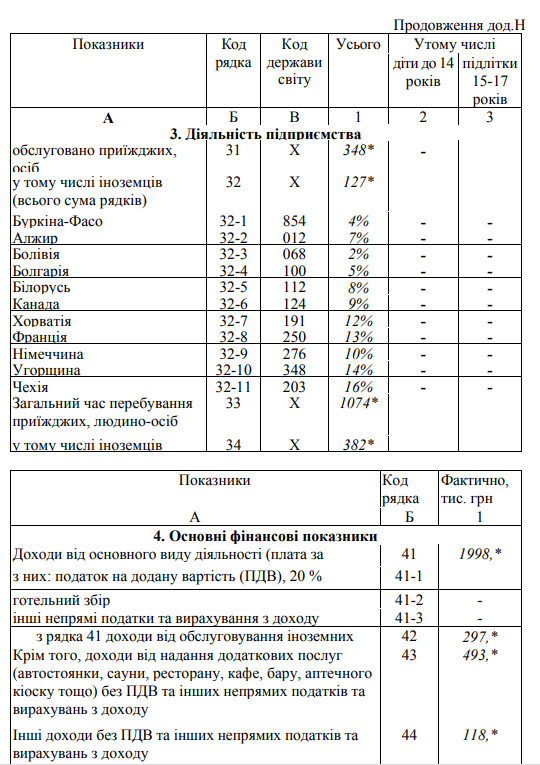 Продовження дод.Н
Показники Код рядка Код держави світу Усього У тому числі
діти до 14 років підлітки 15-17 років
А Б В 1 2 3
3. Діяльність підприємства
обслуговано приїжджих, осіб 31 Х 348* -
у тому числі іноземців (всього сума рядків) 32 Х 127*
Буркіна-Фасо 32-1 854 4% - -
Алжир 32-2 012 7% - -
Болівія 32-3 068 2% - -
Болгарія 32-4 100 5% - -
Білорусь 32-5 112 8% - -
Канада 32-6 124 9% - -
Хорватія 32-7 191 12% - -
Франція 32-8 250 13% - -
Німеччина 32-9 276 10% - -
Угорщина 32-10 348 14% - -
Чехія 32-11 203 16% - -
Загальний час перебування приїжджих, людино-осіб 33 Х 1074*
у тому числі іноземців 34 Х 382*
Показники Код рядка Фактично, тис. грн
А Б 1
4. Основні фінансові показники
Доходи від основного виду діяльності (плата за 41 1998,*
з них: податок на додану вартість (ПДВ), 20 % 41-1
готельний збір 41-2 -
інші непрямі податки та вирахування з доходу 41-3 -
з рядка 41 доходи від обслуговування іноземних 42 297,*
Крім того, доходи від надання додаткових послуг 43 493,*
(автостоянки, сауни, ресторану, кафе, бару, аптечного
кіоску тощо) без ПДВ та інших непрямих податків та
вирахувань з доходу
Інші доходи без ПДВ та інших непрямих податків та 44 118,*
вирахувань з доходу